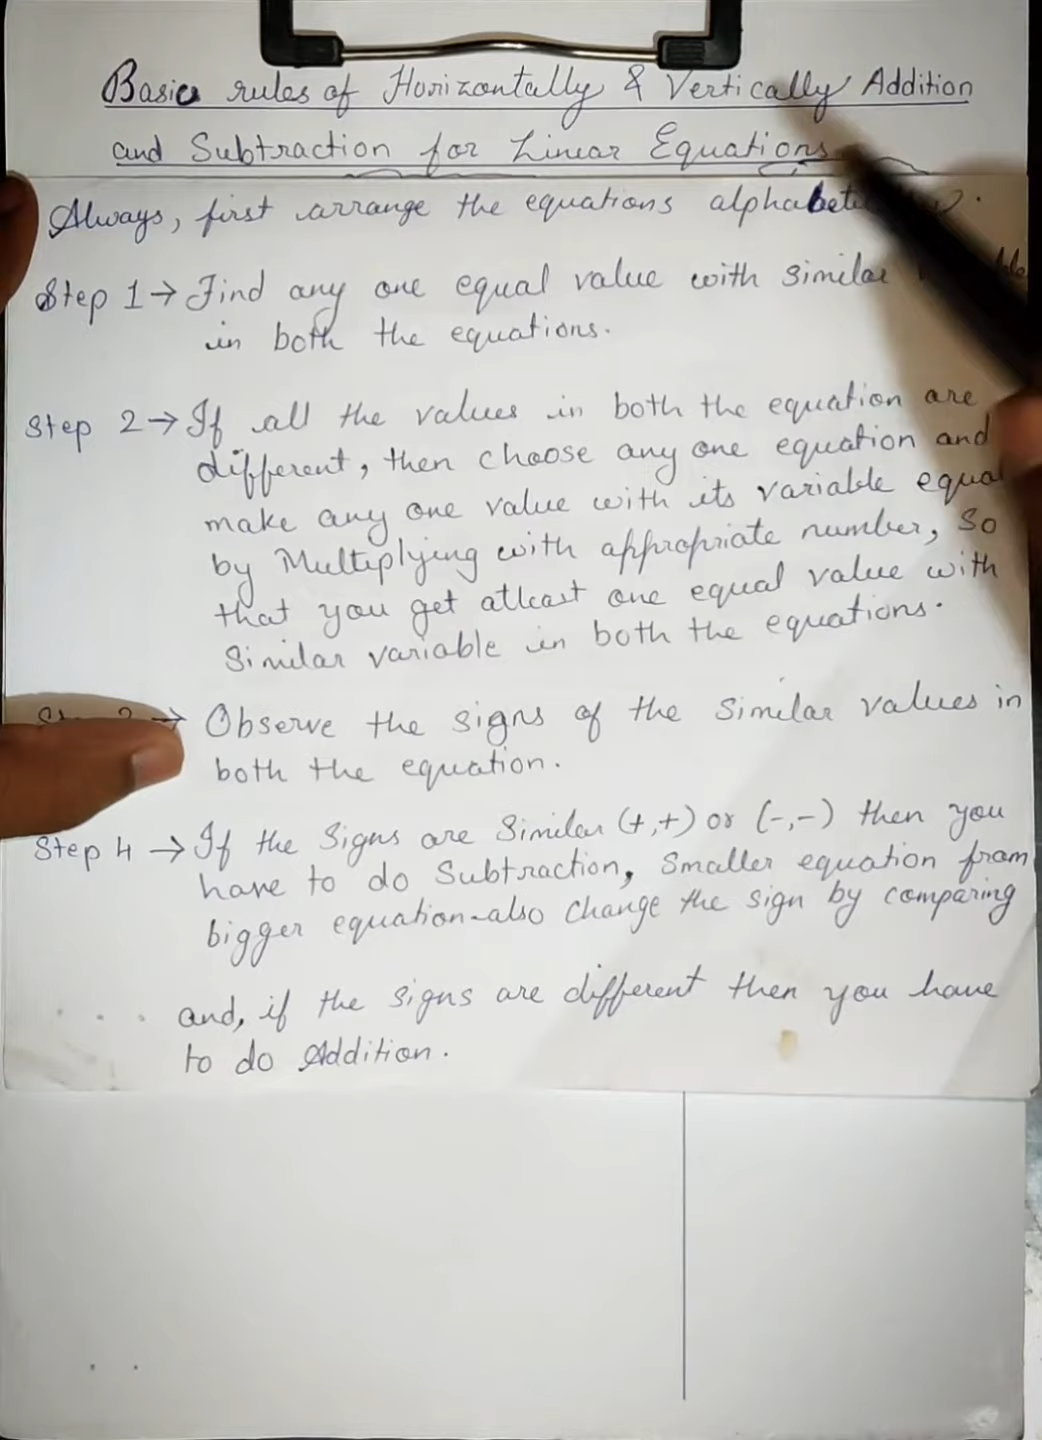 Basics rules of Horizontally & Vertically Addition
and Subtraction for Linear Equations
Always, first arrange the equations
Step 1 → Find any one equal value with similar
in both the equations.
Step 2 → If all the values in both the equation are
different, then choose any one equation and
make any one value with its variable equal
by Multiplying with appropriate number, so
that you get atleast one equal value with
Similar variable in both the equations.
→ Observe the signs of the similar values in
both the equation.
Step 4 → If the signs are Similar (+,+) or (-,-) then you
have to do Subtraction, Smaller equation from
bigger equation-also change the sign by comparing
and, if the signs are different then you have
to do Addition.